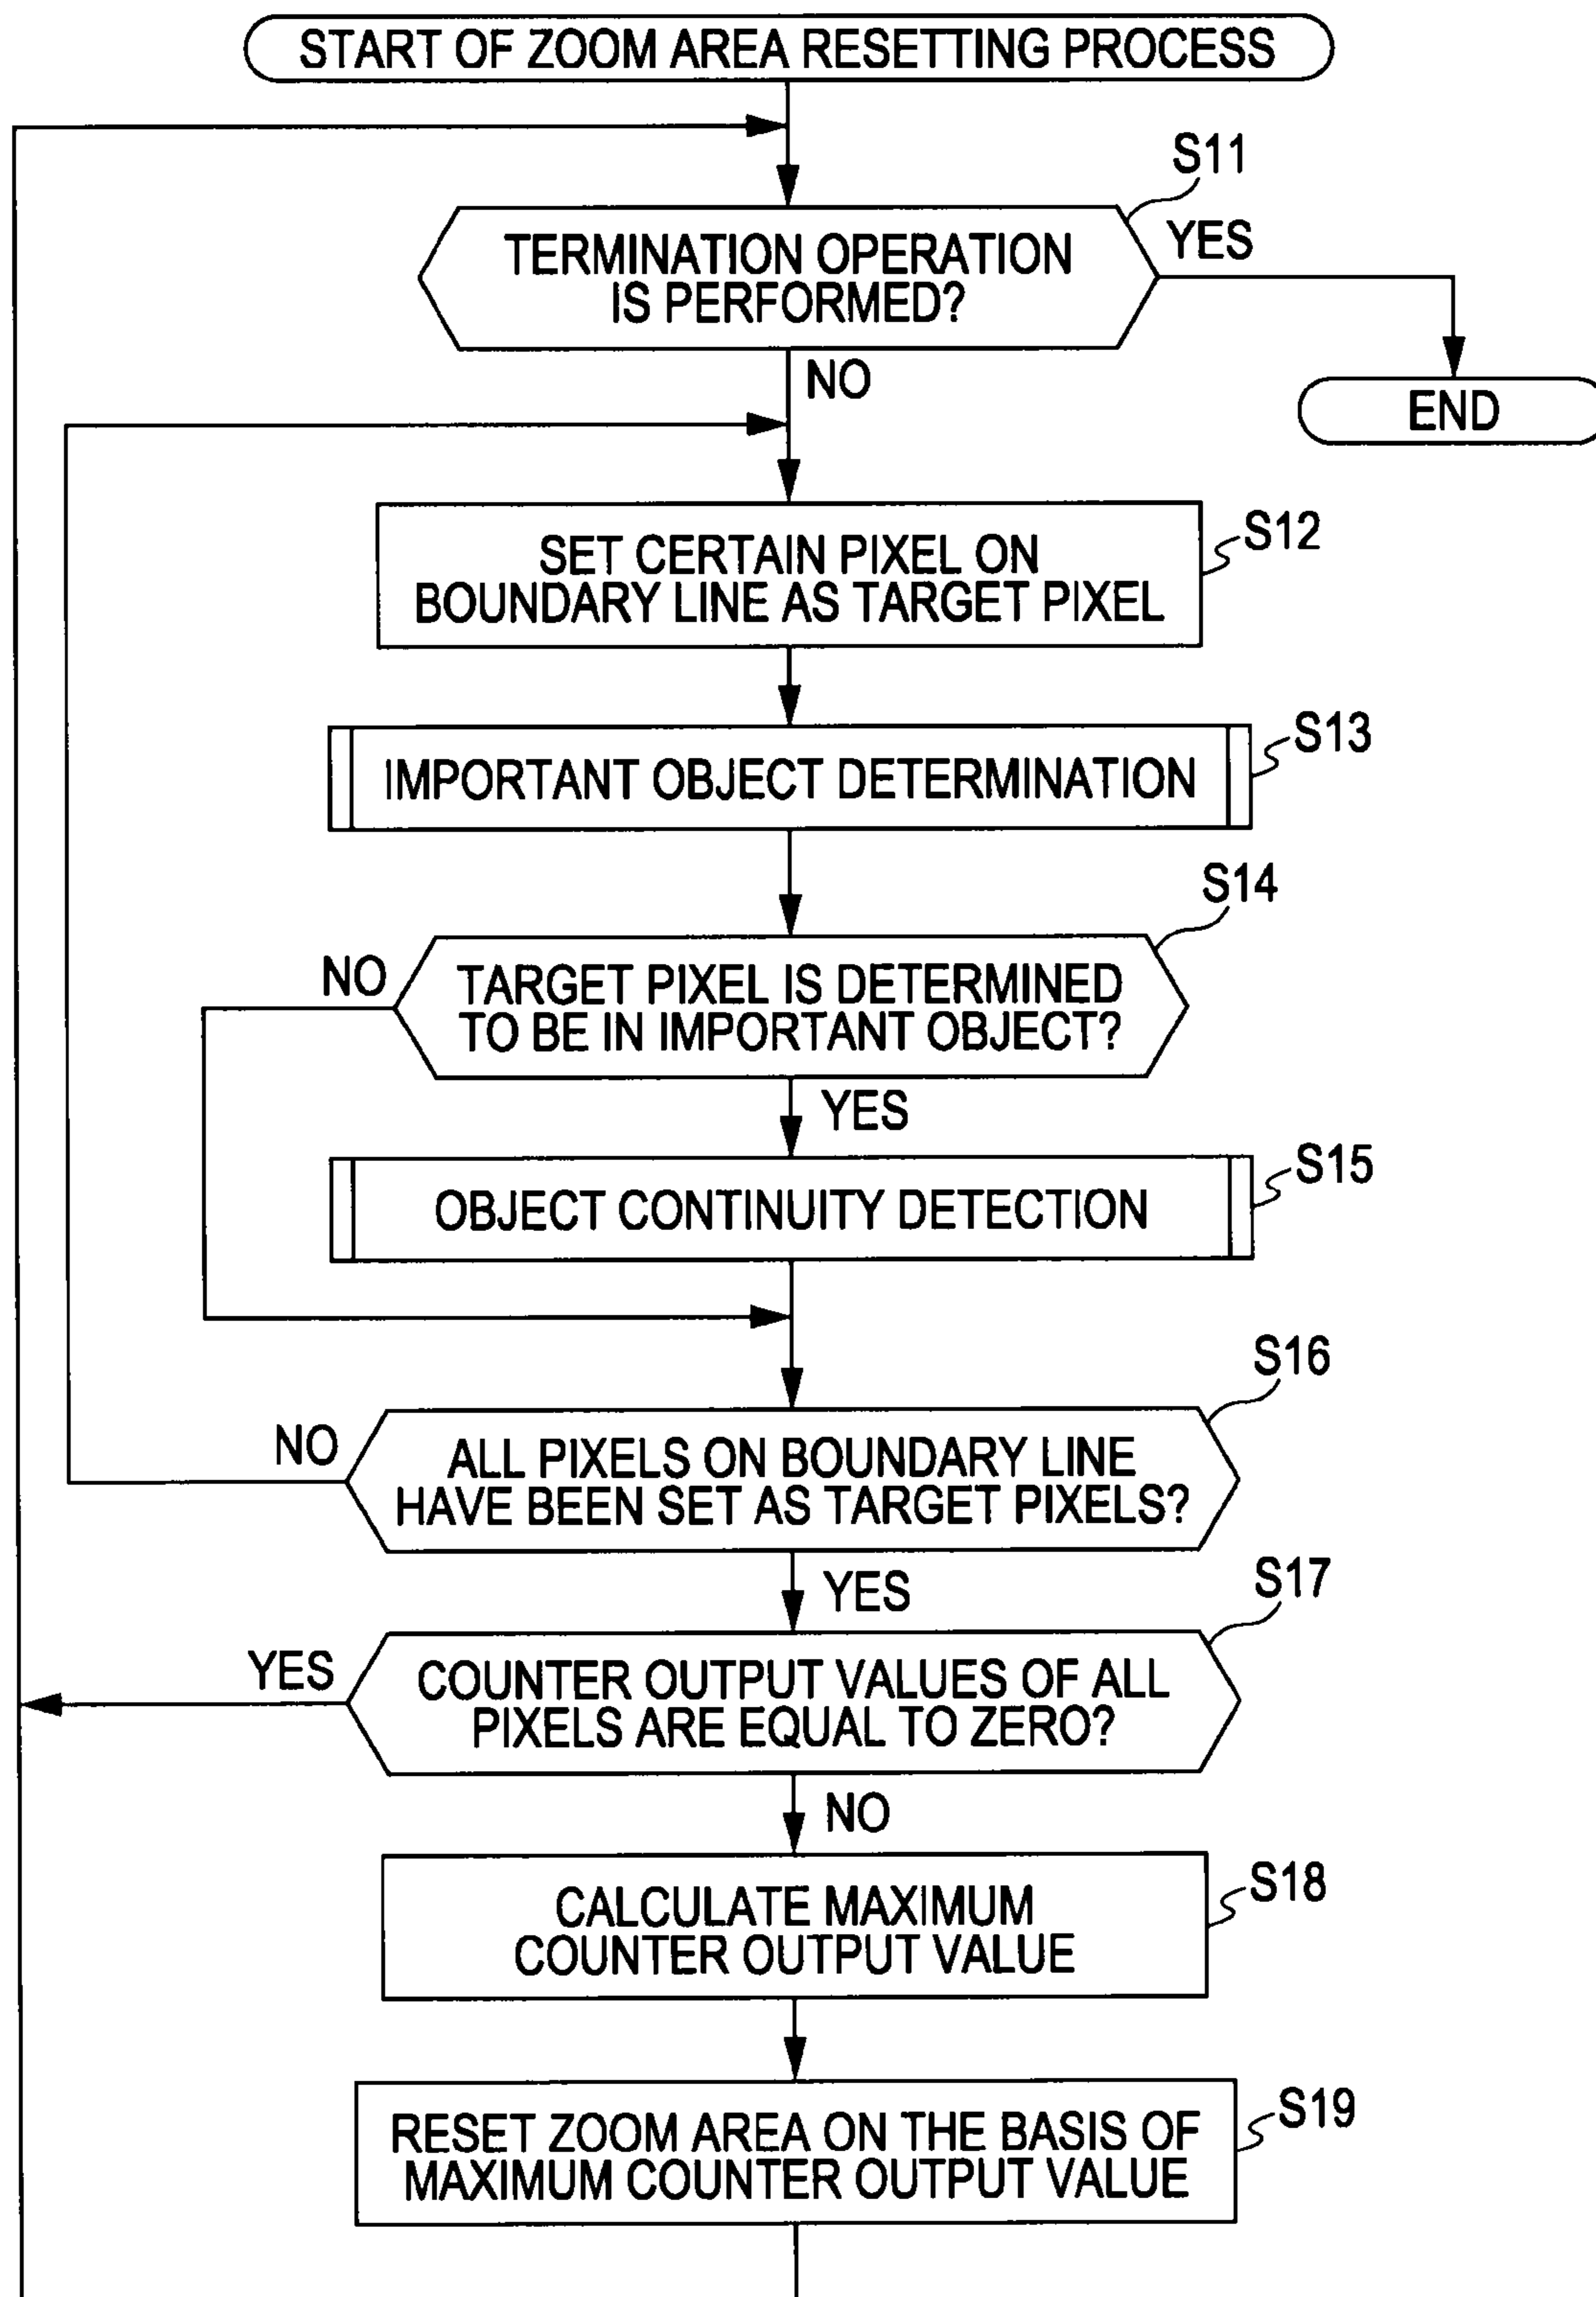 START OF ZOOM AREA RESETTING PROCESS
S11
TERMINATION OPERATION
IS PERFORMED?
YES
NO
END
S12
SET CERTAIN PIXEL ON
BOUNDARY LINE AS TARGET PIXEL
S13
IMPORTANT OBJECT DETERMINATION
S14
NO
TARGET PIXEL IS DETERMINED
TO BE IN IMPORTANT OBJECT?
YES
S15
OBJECT CONTINUITY DETECTION
S16
NO
ALL PIXELS ON BOUNDARY LINE
HAVE BEEN SET AS TARGET PIXELS?
YES
S17
YES
COUNTER OUTPUT VALUES OF ALL
PIXELS ARE EQUAL TO ZERO?
NO
S18
CALCULATE MAXIMUM
COUNTER OUTPUT VALUE
S19
RESET ZOOM AREA ON THE BASIS OF
MAXIMUM COUNTER OUTPUT VALUE